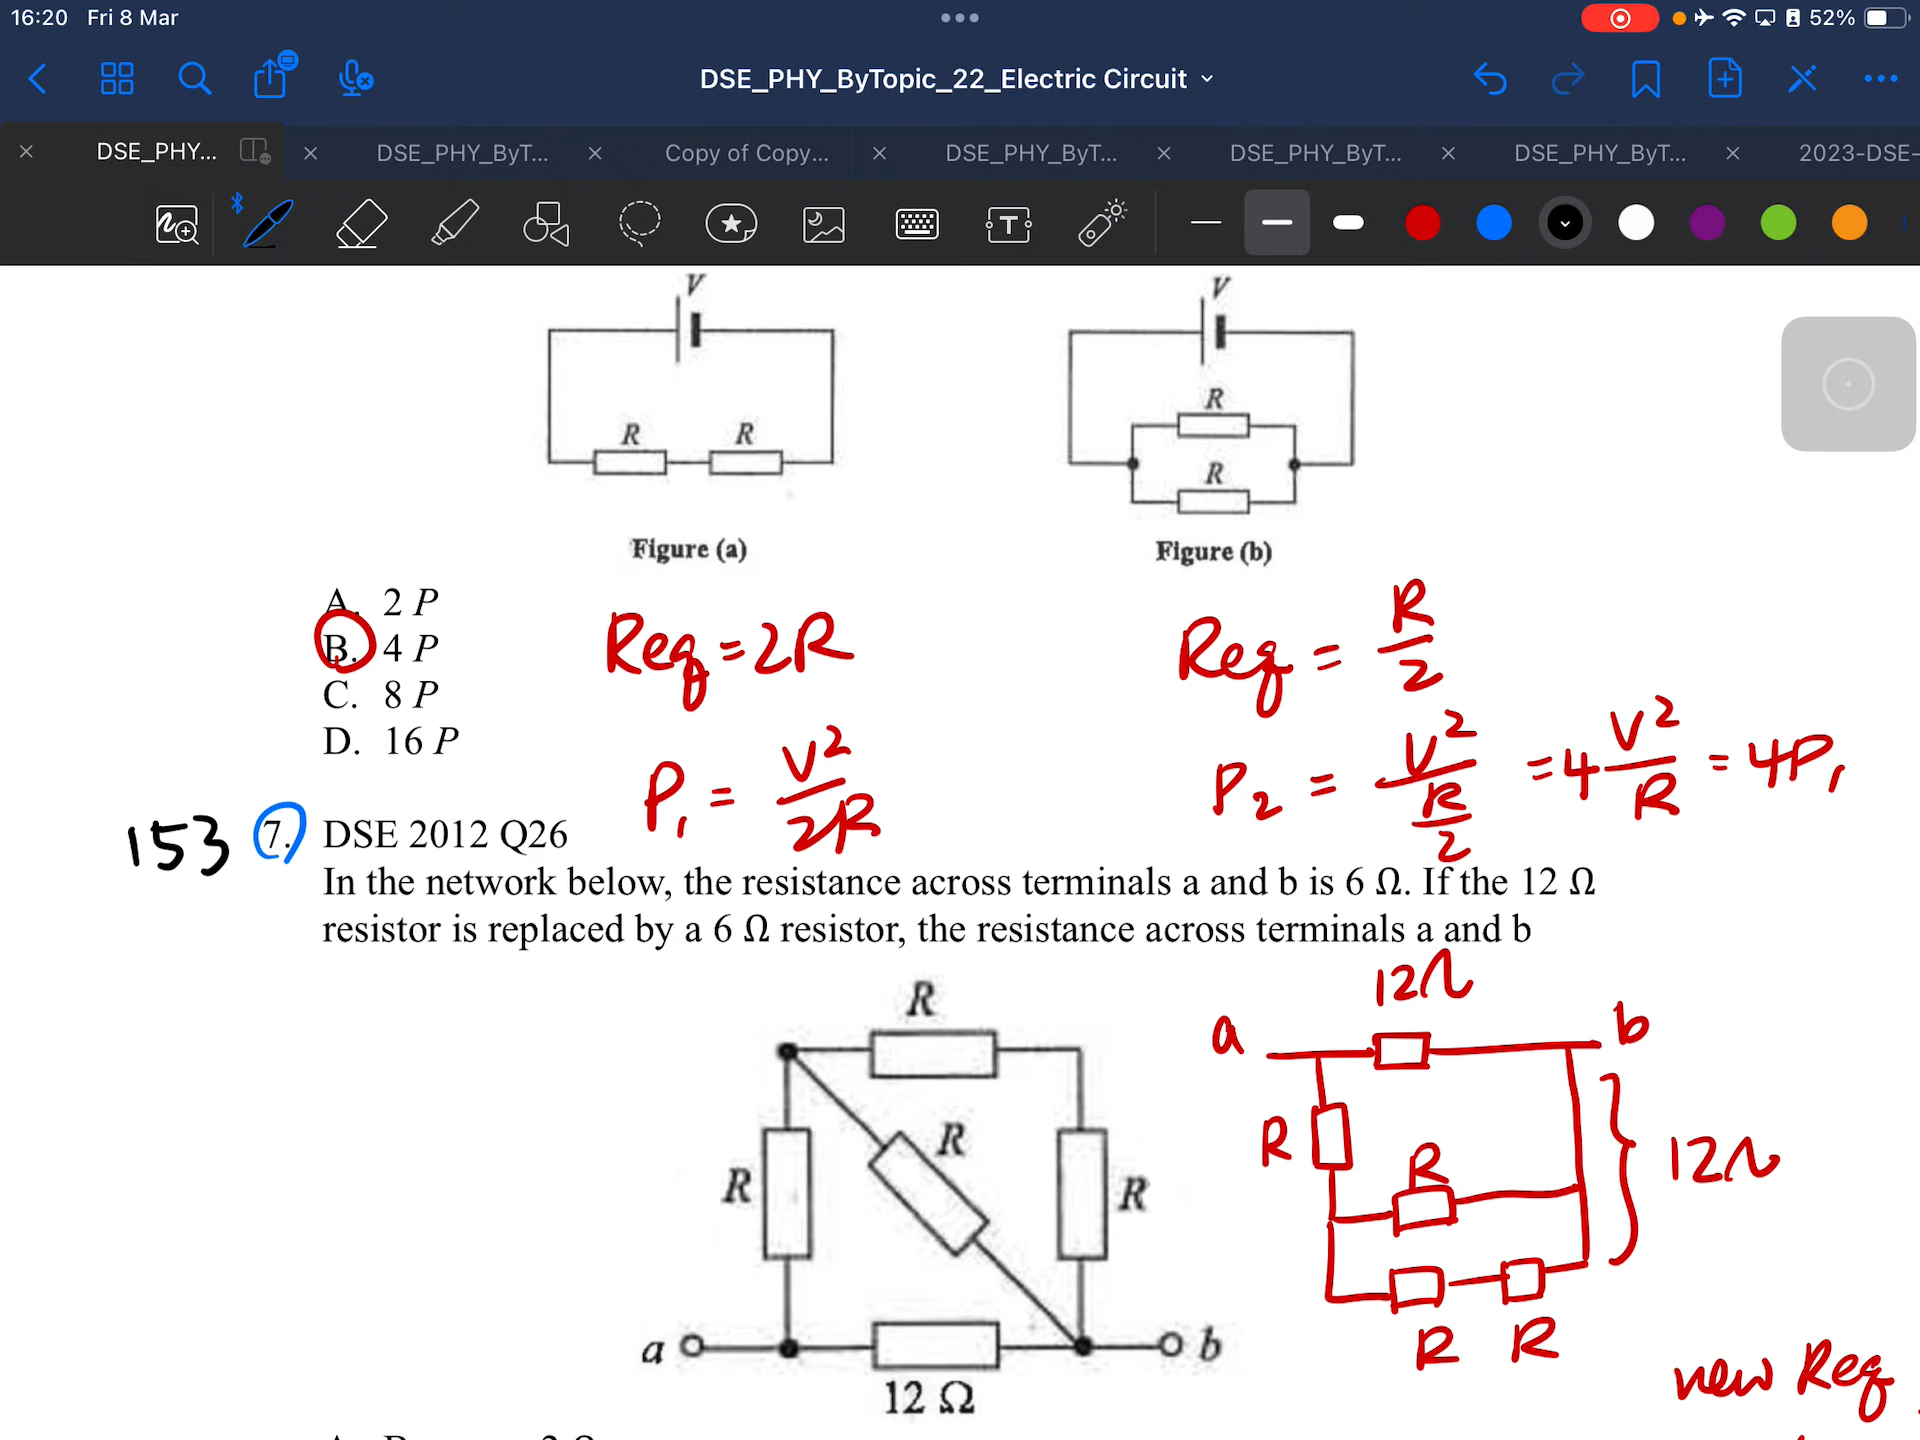 16:20 Fri 8 Mar
52%
DSE_PHY_ByTopic_22_Electric Circuit
DSE_PHY... DSE_PHY_ByT... Copy of Copy... DSE_PHY_ByT... DSE_PHY_ByT... DSE_PHY_ByT... 2023-DSE-
T
V
R R
Figure (a)
V
R
R
Figure (b)
A. 2 P
B. 4 P
C. 8 P
D. 16 P
Req = 2R
P₁ = V²/2R
Req = R/2
P₂ = V²/(R/2) = 4 V²/R = 4P₁
153
7. DSE 2012 Q26
In the network below, the resistance across terminals a and b is 6 Ω. If the 12 Ω
resistor is replaced by a 6 Ω resistor, the resistance across terminals a and b
R
R
R
R
a b
12 Ω
12Ω
a b
R
R
12Ω
R R
new Req